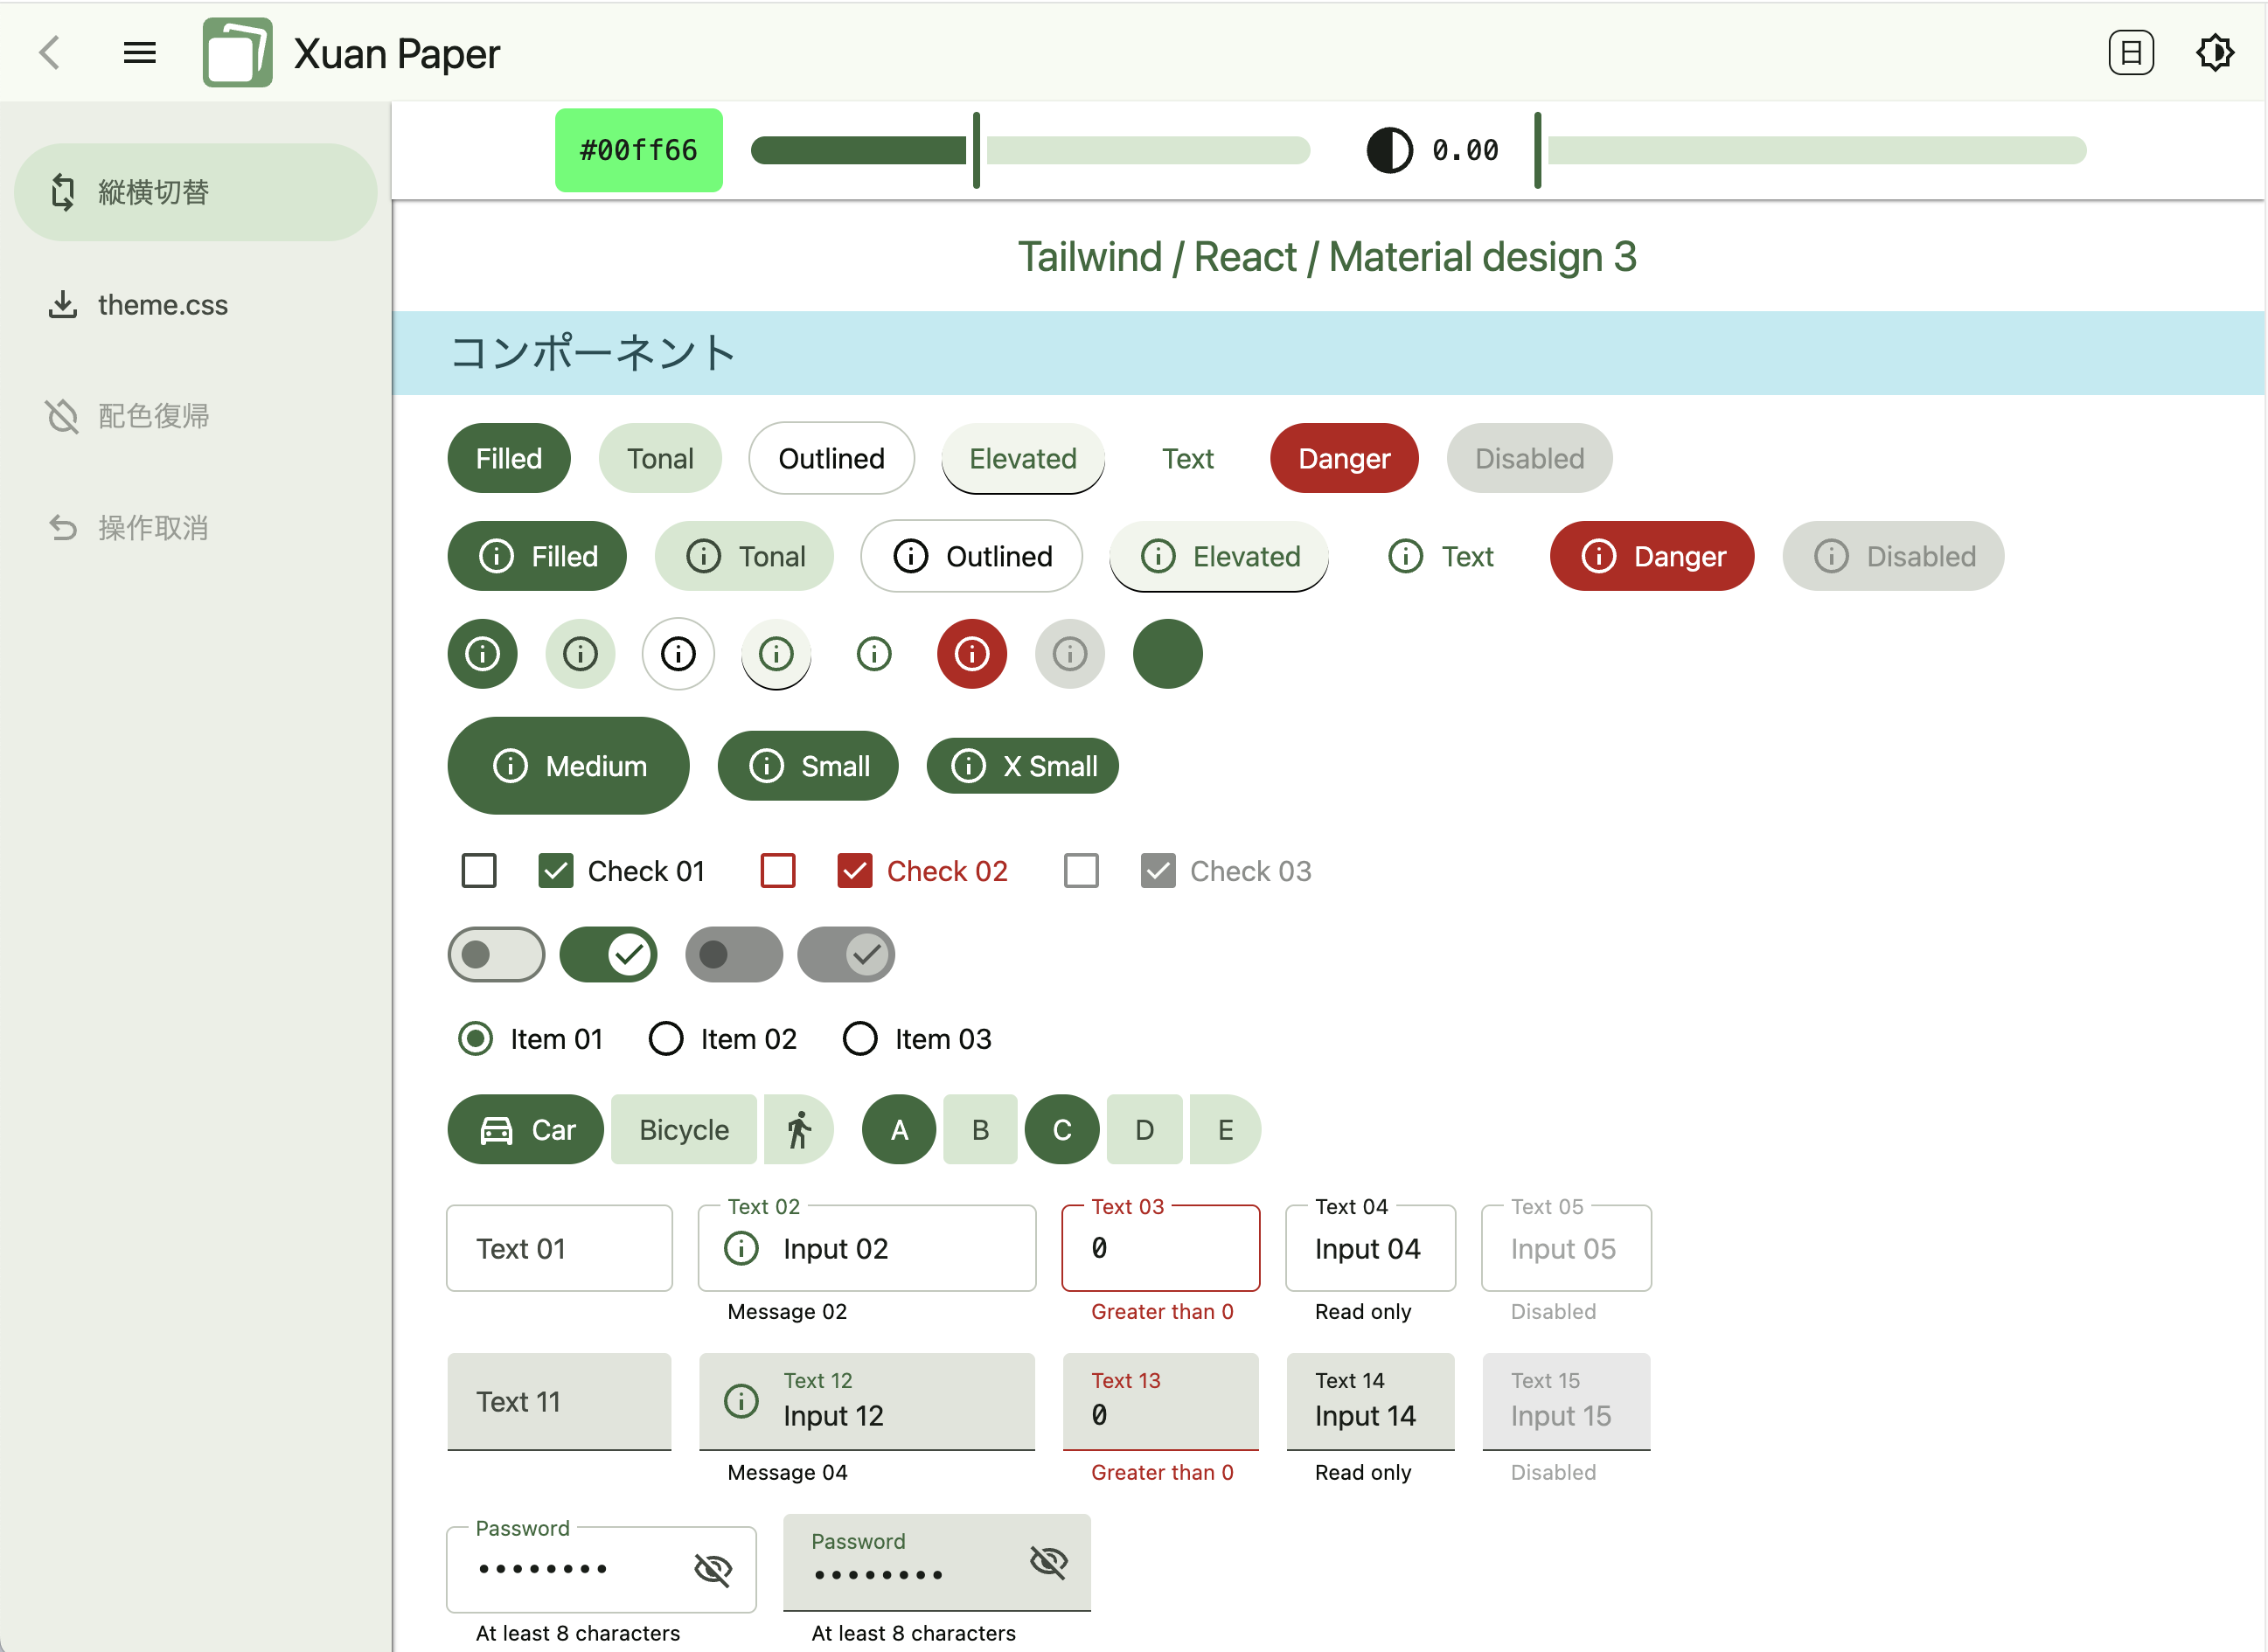 Xuan Paper
日
縦横切替
theme.css
配色復帰
操作取消
#00ff66
0.00
Tailwind / React / Material design 3
コンポーネント
Filled Tonal Outlined Elevated Text Danger Disabled
Filled Tonal Outlined Elevated Text Danger Disabled
Medium Small X Small
Check 01 Check 02 Check 03
Item 01 Item 02 Item 03
Car Bicycle A B C D E
Text 02 Text 03 Text 04 Text 05
Text 01 Input 02 0 Input 04 Input 05
Message 02 Greater than 0 Read only Disabled
Text 12 Text 13 Text 14 Text 15
Text 11 Input 12 0 Input 14 Input 15
Message 04 Greater than 0 Read only Disabled
Password Password
•••••••• ••••••••
At least 8 characters At least 8 characters